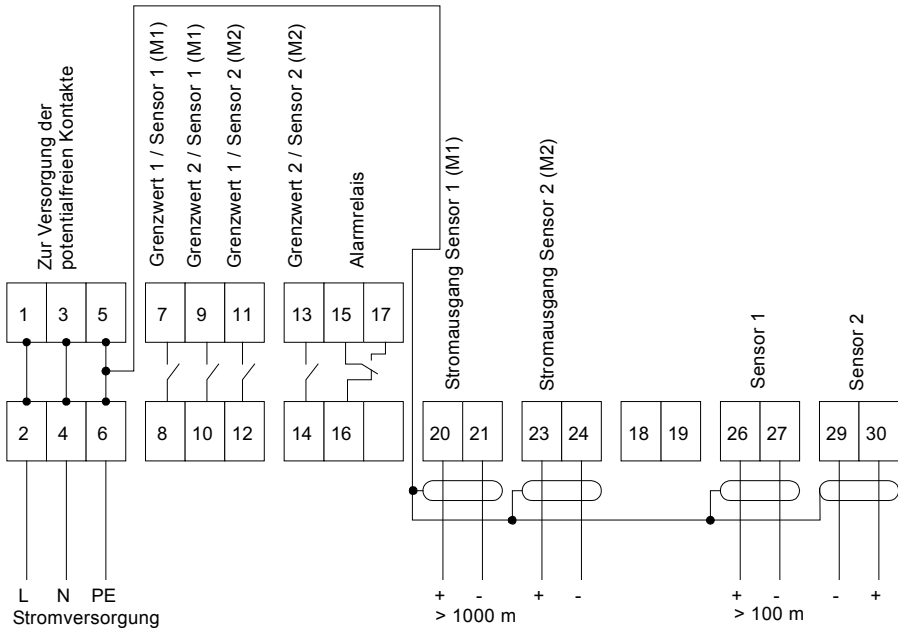 Zur Versorgung der
potentialfreien Kontakte
Grenzwert 1 / Sensor 1 (M1)
Grenzwert 2 / Sensor 1 (M1)
Grenzwert 1 / Sensor 2 (M2)
Grenzwert 2 / Sensor 2 (M2)
Alarmrelais
Stromausgang Sensor 1 (M1)
Stromausgang Sensor 2 (M2)
Sensor 1
Sensor 2
1 3 5 7 9 11 13 15 17
2 4 6 8 10 12 14 16 20 21 23 24 18 19 26 27 29 30
L N PE + - + - + - - +
Stromversorgung > 1000 m > 100 m